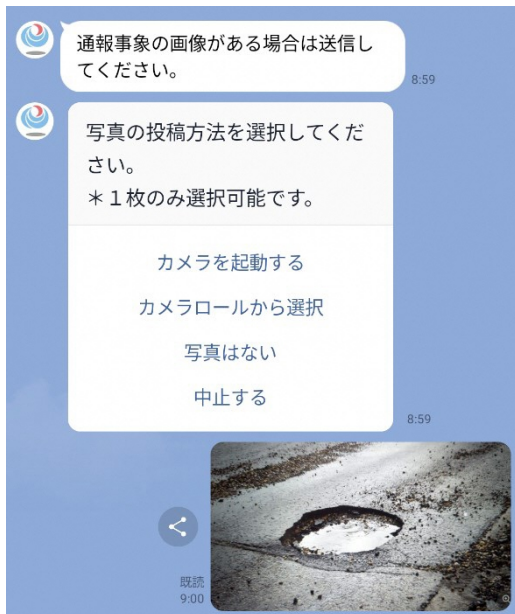 通報事象の画像がある場合は送信し
てください。
8:59
写真の投稿方法を選択してくだ
さい。
＊１枚のみ選択可能です。
カメラを起動する
カメラロールから選択
写真はない
中止する
8:59
既読
9:00